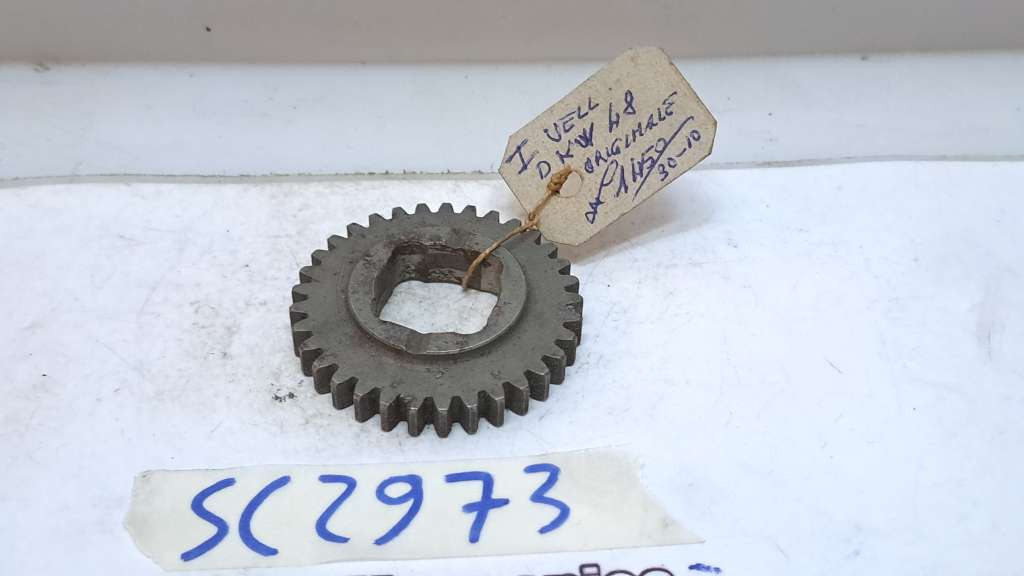 I VELL.
DKW 48
ORIGINALE
1450
30-10
SC2973